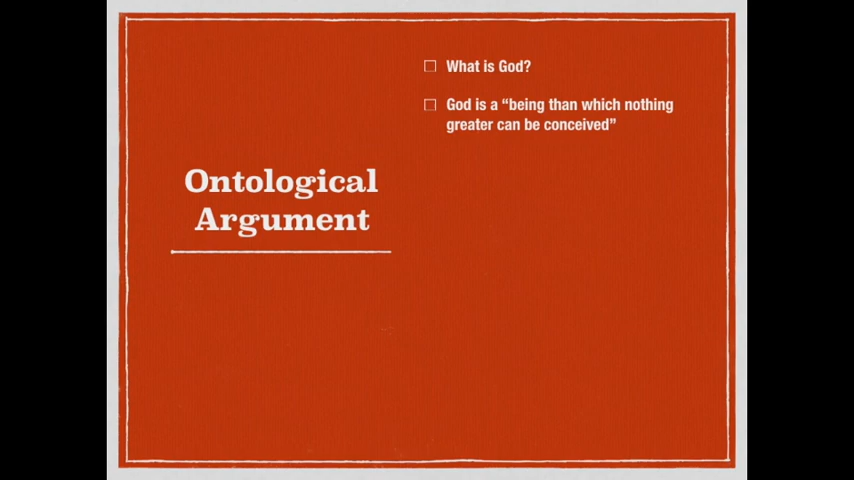 Ontological
Argument
What is God?
God is a “being than which nothing
greater can be conceived”